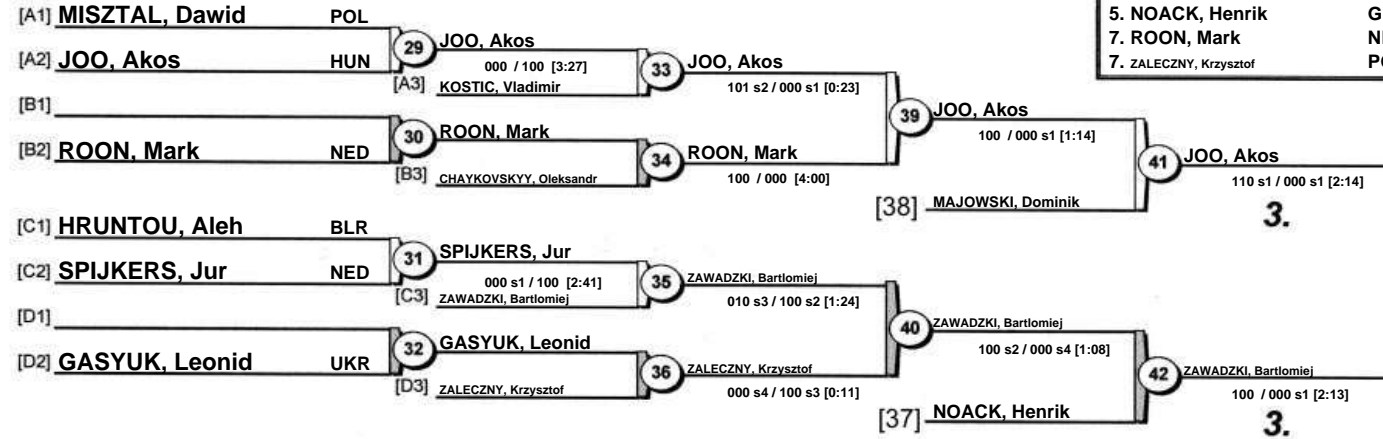 [A1] MISZTAL, Dawid POL
5. NOACK, Henrik G
29 JOO, Akos
7. ROON, Mark
[A2] JOO, Akos HUN
000 / 100 [3:27]
33 JOO, Akos
7. ZALECZNY, Krzysztof
[A3] KOSTIC, Vladimir
101 s2 / 000 s1 [0:23]
[B1]
39 JOO, Akos
30 ROON, Mark
100 / 000 s1 [1:14]
[B2] ROON, Mark NED
34 ROON, Mark
41 JOO, Akos
[B3] CHAYKOVSKYY, Oleksandr
100 / 000 [4:00]
110 s1 / 000 s1 [2:14]
[38] MAJOWSKI, Dominik
3.
[C1] HRUNTOU, Aleh BLR
31 SPIJKERS, Jur
[C2] SPIJKERS, Jur NED
000 s1 / 100 [2:41]
35 ZAWADZKI, Bartlomiej
[C3] ZAWADZKI, Bartlomiej
010 s3 / 100 s2 [1:24]
[D1]
40 ZAWADZKI, Bartlomiej
32 GASYUK, Leonid
100 s2 / 000 s4 [1:08]
[D2] GASYUK, Leonid UKR
36 ZALECZNY, Krzysztof
42 ZAWADZKI, Bartlomiej
[D3] ZALECZNY, Krzysztof
000 s4 / 100 s3 [0:11]
100 / 000 s1 [2:13]
[37] NOACK, Henrik
3.